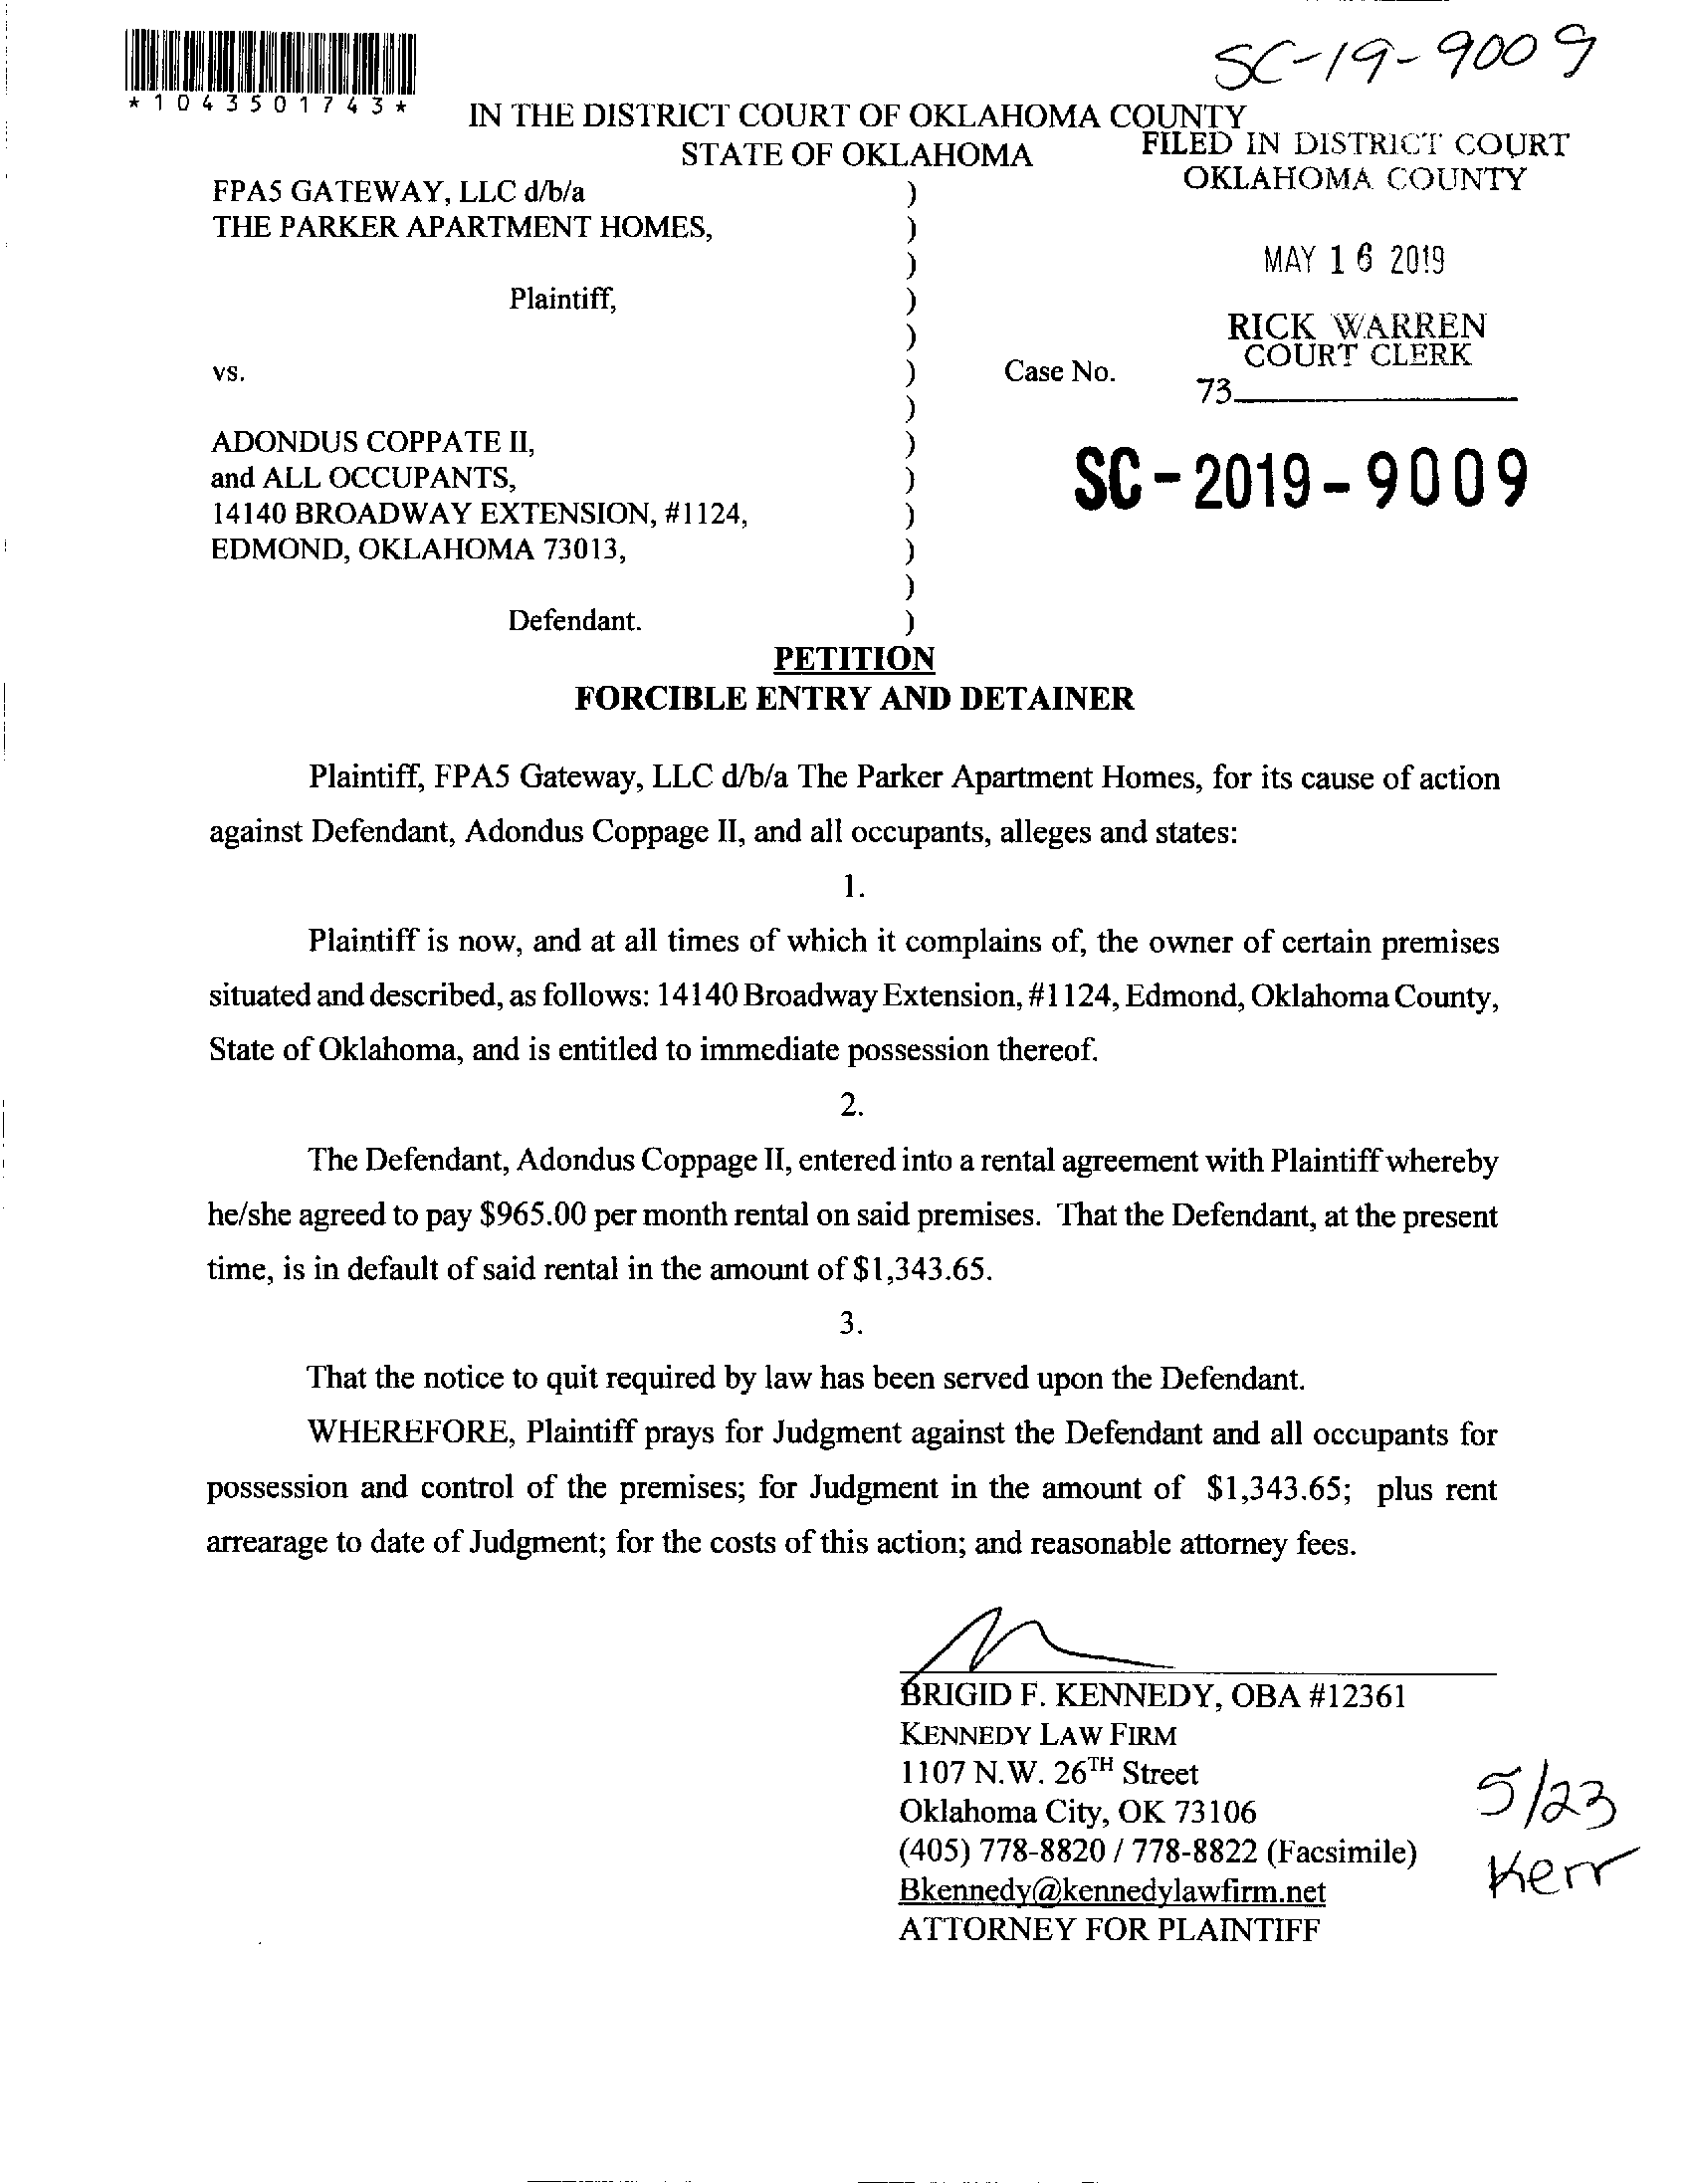 SC-19-9009
*1043501743*
IN THE DISTRICT COURT OF OKLAHOMA COUNTY
STATE OF OKLAHOMA
FILED IN DISTRICT COURT
OKLAHOMA COUNTY
FPA5 GATEWAY, LLC d/b/a )
THE PARKER APARTMENT HOMES, )
)
MAY 16 2019
Plaintiff, )
)
RICK WARREN
COURT CLERK
vs. ) Case No.
73
)
ADONDUS COPPATE II, )
and ALL OCCUPANTS, )
SC-2019-9009
14140 BROADWAY EXTENSION, #1124, )
EDMOND, OKLAHOMA 73013, )
)
Defendant. )
PETITION
FORCIBLE ENTRY AND DETAINER
Plaintiff, FPA5 Gateway, LLC d/b/a The Parker Apartment Homes, for its cause of action
against Defendant, Adondus Coppage II, and all occupants, alleges and states:
1.
Plaintiff is now, and at all times of which it complains of, the owner of certain premises
situated and described, as follows: 14140 Broadway Extension, #1124, Edmond, Oklahoma County,
State of Oklahoma, and is entitled to immediate possession thereof.
2.
The Defendant, Adondus Coppage II, entered into a rental agreement with Plaintiff whereby
he/she agreed to pay $965.00 per month rental on said premises. That the Defendant, at the present
time, is in default of said rental in the amount of $1,343.65.
3.
That the notice to quit required by law has been served upon the Defendant.
WHEREFORE, Plaintiff prays for Judgment against the Defendant and all occupants for
possession and control of the premises; for Judgment in the amount of $1,343.65; plus rent
arrearage to date of Judgment; for the costs of this action; and reasonable attorney fees.
BRIGID F. KENNEDY, OBA #12361
KENNEDY LAW FIRM
1107 N.W. 26TH Street
Oklahoma City, OK 73106
(405) 778-8820 / 778-8822 (Facsimile)
Bkennedy@kennedylawfirm.net
ATTORNEY FOR PLAINTIFF
5/23
Kerr